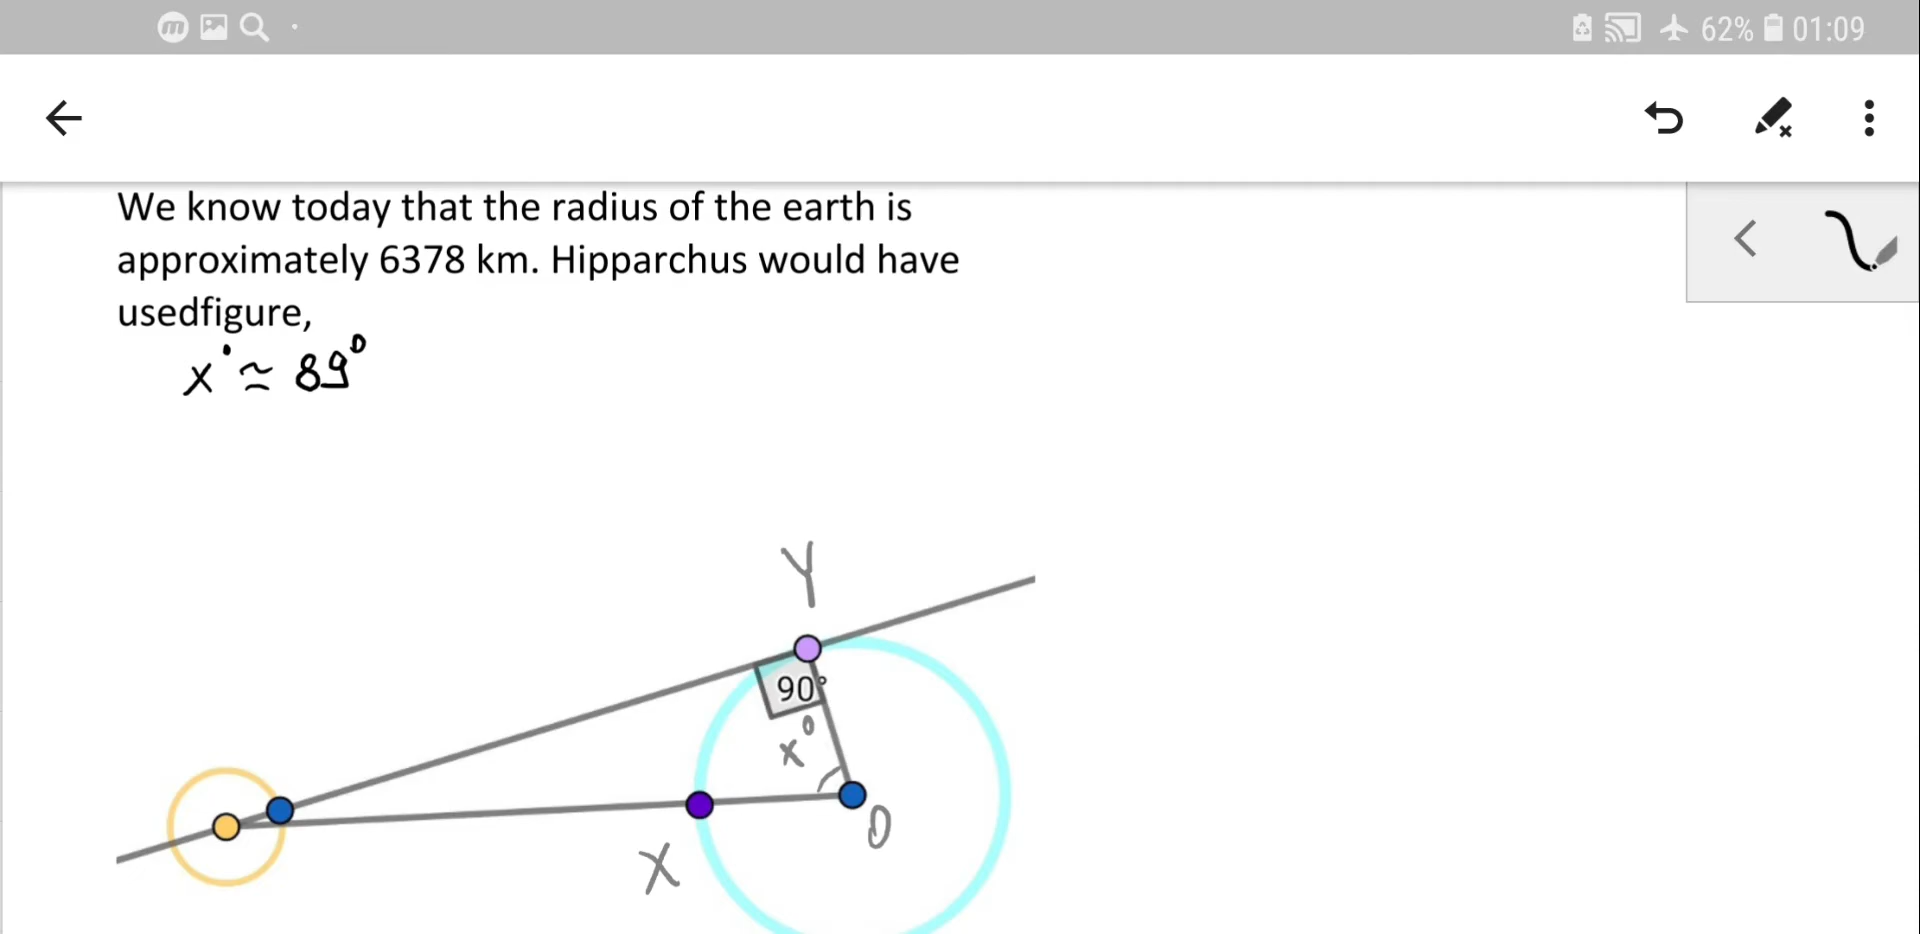 62% 01:09
We know today that the radius of the earth is
approximately 6378 km. Hipparchus would have
usedfigure,
x° ≃ 89°
Y
90°
x°
O
X